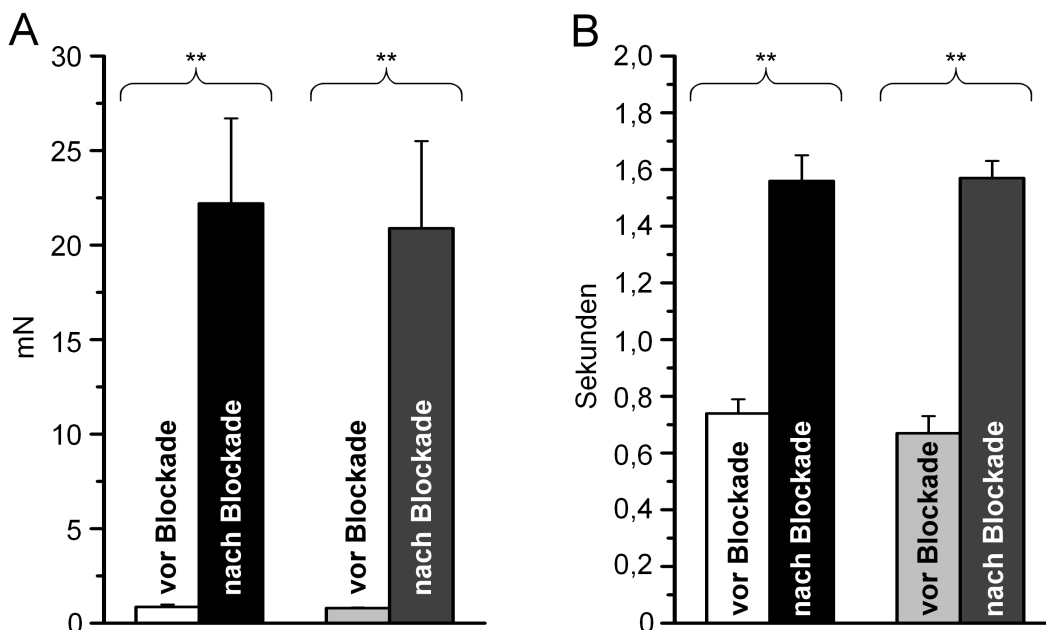 A
mN
30
25
20
15
10
5
0
**
**
vor Blockade
nach Blockade
vor Blockade
nach Blockade
B
Sekunden
2,0
1,8
1,6
1,4
1,2
1,0
0,8
0,6
0,4
0,2
0
**
**
vor Blockade
nach Blockade
vor Blockade
nach Blockade